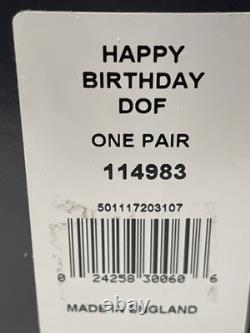 HAPPY
BIRTHDAY
DOF
ONE PAIR
114983
501117203107
0 24258 30060 6
MADE IN ENGLAND